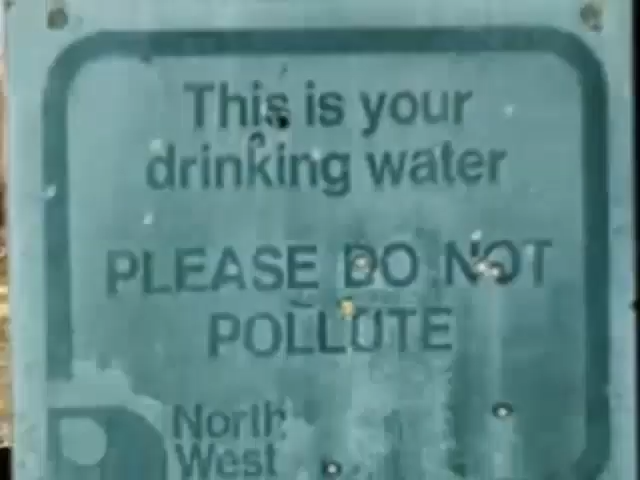 This is your
drinking water
PLEASE DO NOT
POLLUTE
North
West